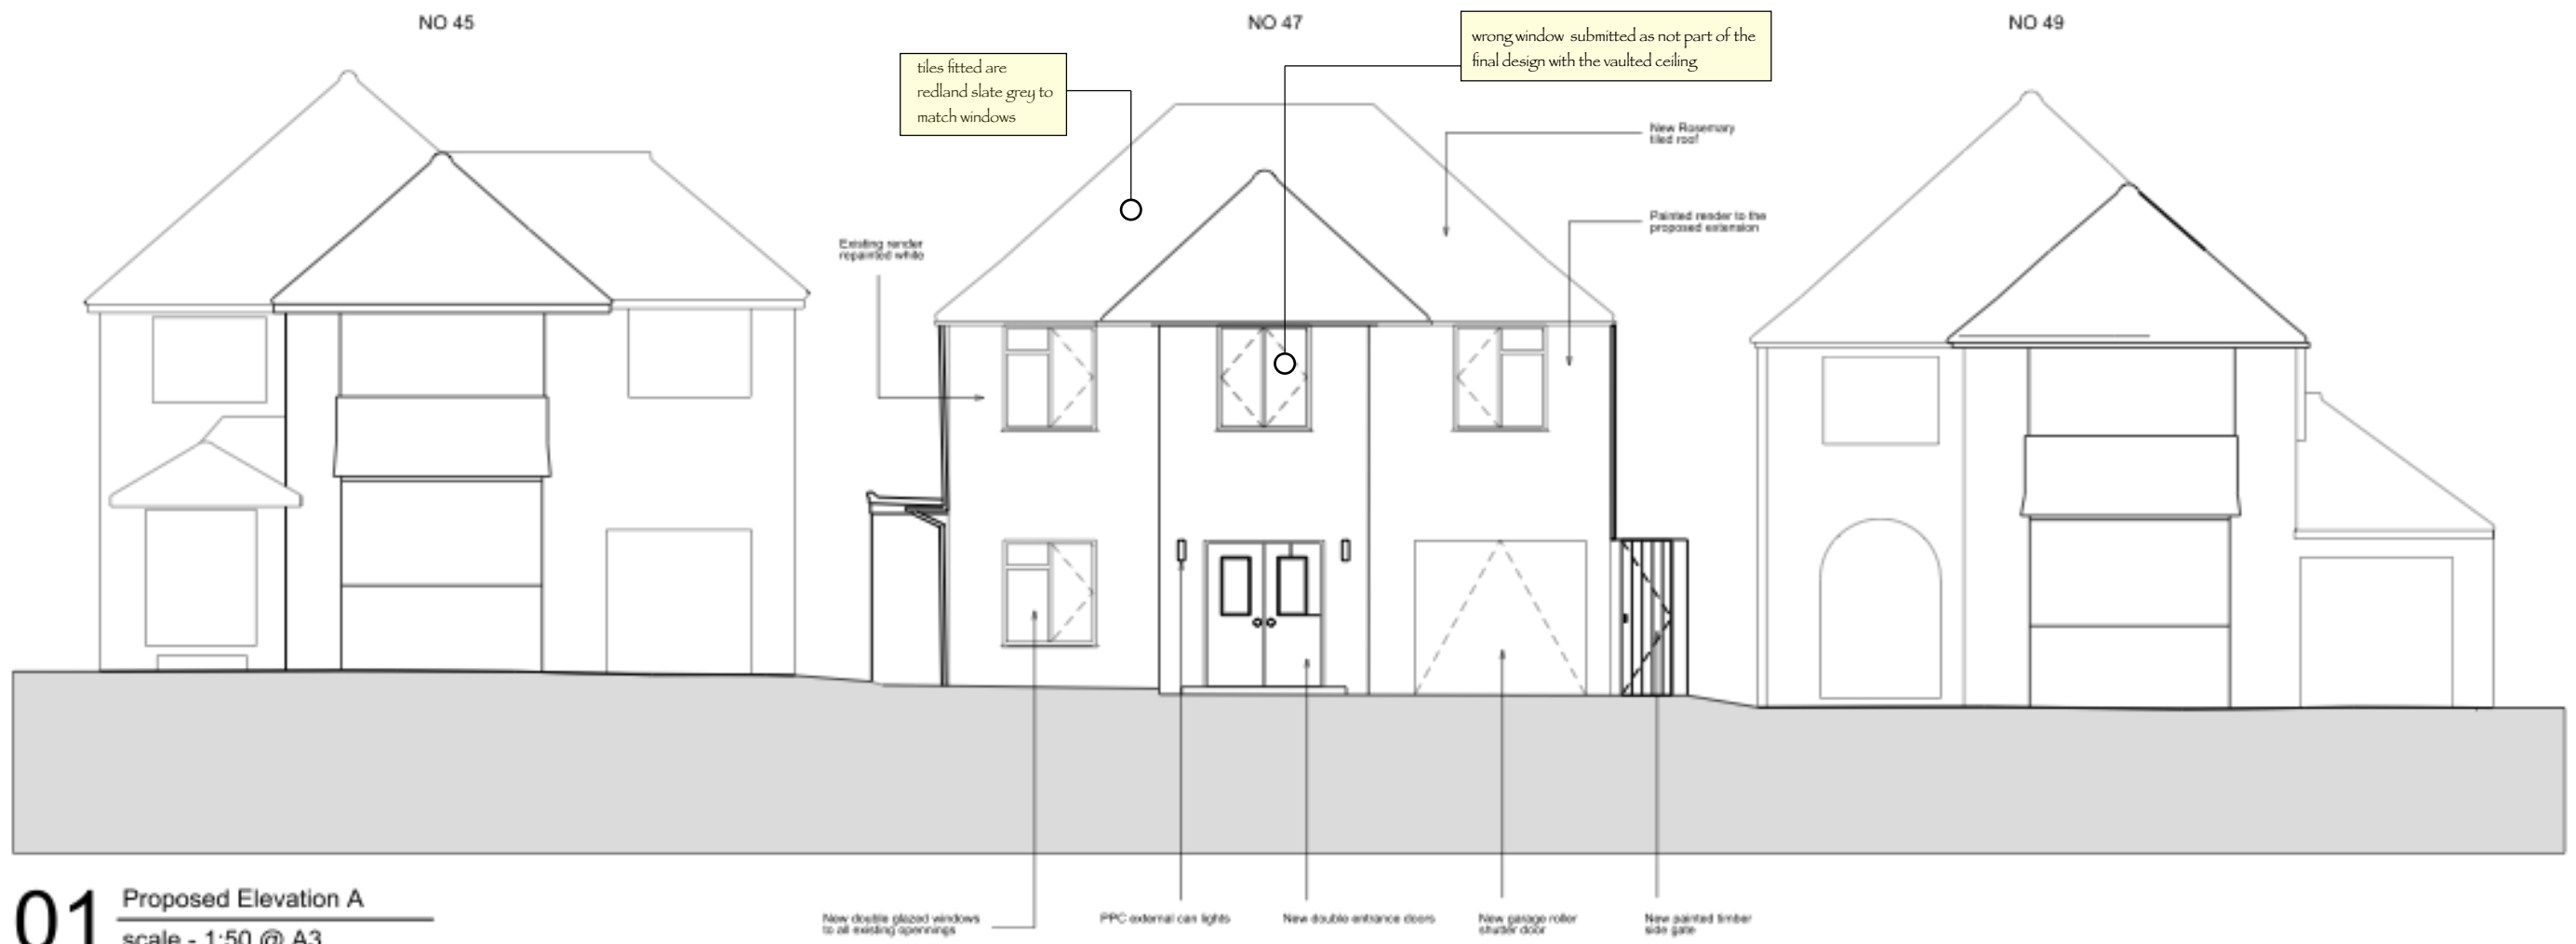 NO 45
NO 47
NO 49
tiles fitted are
redland slate grey to
match windows
wrong window submitted as not part of the
final design with the vaulted ceiling
New Rosemary
tiled roof
Painted render to the
proposed extension
Existing render
repainted white
01
Proposed Elevation A
scale - 1:50 @ A3
New double glazed windows
to all existing opennings
PPC external can lights
New double entrance doors
New garage roller
shutter door
New painted timber
side gate